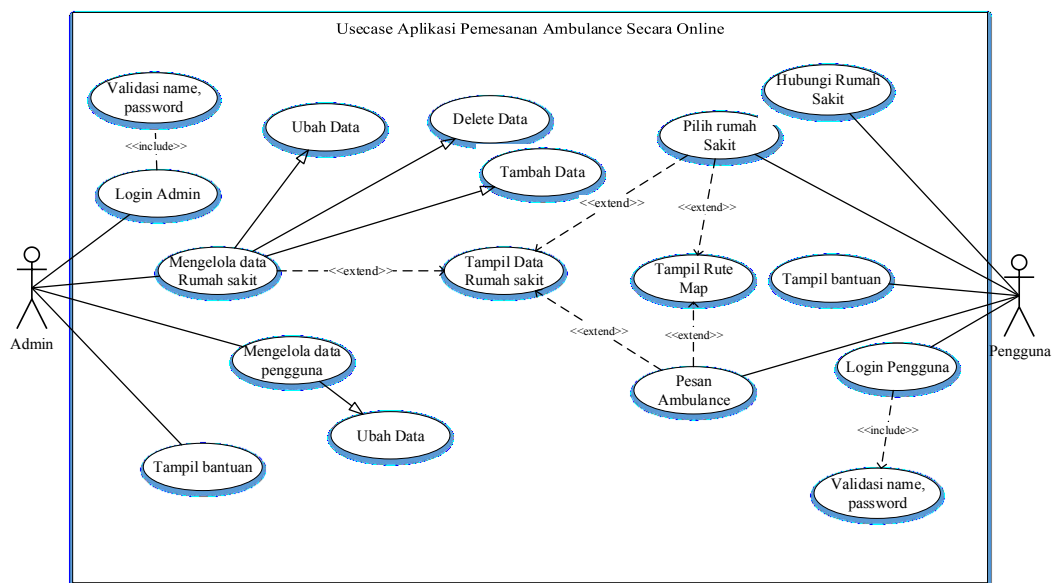 Usecase Aplikasi Pemesanan Ambulance Secara Online
Validasi name,
password
<<include>>
Login Admin
Ubah Data
Delete Data
Tambah Data
Pilih rumah
Sakit
Hubungi Rumah
Sakit
<<extend>>
<<extend>>
Mengelola data
Rumah sakit
<<extend>>
Tampil Data
Rumah sakit
Tampil Rute
Map
Tampil bantuan
Admin
Pengguna
<<extend>>
<<extend>>
Mengelola data
pengguna
Pesan
Ambulance
Login Pengguna
Ubah Data
<<include>>
Tampil bantuan
Validasi name,
password